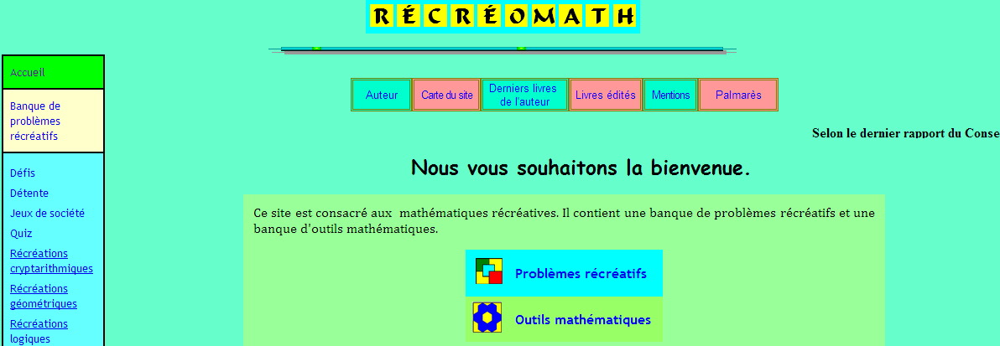 RÉCRÉOMATH
Auteur
Carte du site
Derniers livres
de l'auteur
Livres édités
Mentions
Palmarès
Selon le dernier rapport du Conse
Accueil
Banque de
problèmes
récréatifs
Défis
Détente
Jeux de société
Quiz
Récréations
cryptarithmiques
Récréations
géométriques
Récréations
logiques
Nous vous souhaitons la bienvenue.
Ce site est consacré aux mathématiques récréatives. Il contient une banque de problèmes récréatifs et une
banque d'outils mathématiques.
Problèmes récréatifs
Outils mathématiques